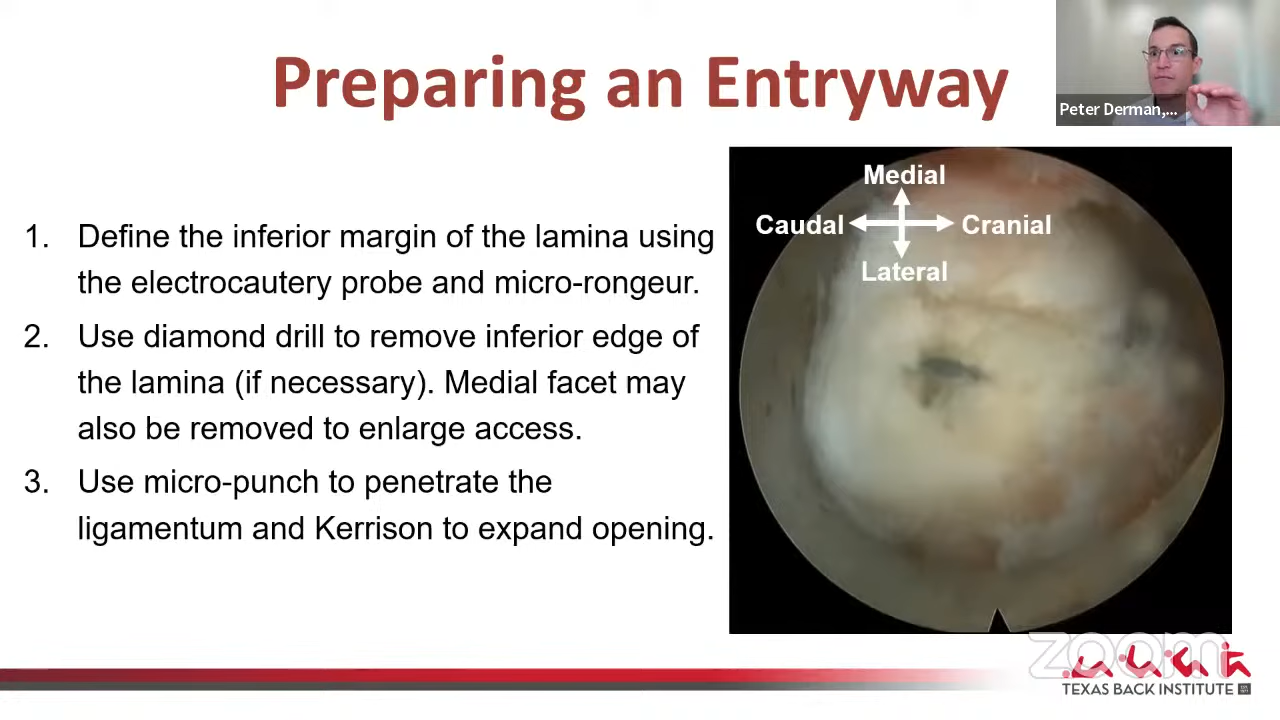 Preparing an Entryway
Peter Derman,...
1. Define the inferior margin of the lamina using
the electrocautery probe and micro-rongeur.
2. Use diamond drill to remove inferior edge of
the lamina (if necessary). Medial facet may
also be removed to enlarge access.
3. Use micro-punch to penetrate the
ligamentum and Kerrison to expand opening.
Medial
Caudal
Cranial
Lateral
zoom
TEXAS BACK INSTITUTE